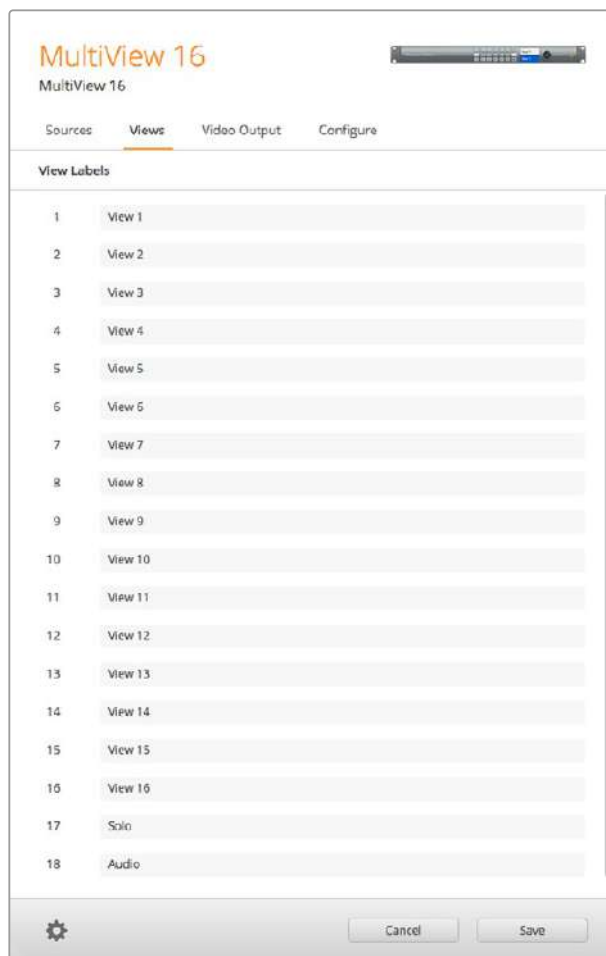 MultiView 16
MultiView 16
Sources Views Video Output Configure
View Labels
1 View 1
2 View 2
3 View 3
4 View 4
5 View 5
6 View 6
7 View 7
8 View 8
9 View 9
10 View 10
11 View 11
12 View 12
13 View 13
14 View 14
15 View 15
16 View 16
17 Solo
18 Audio
Cancel Save